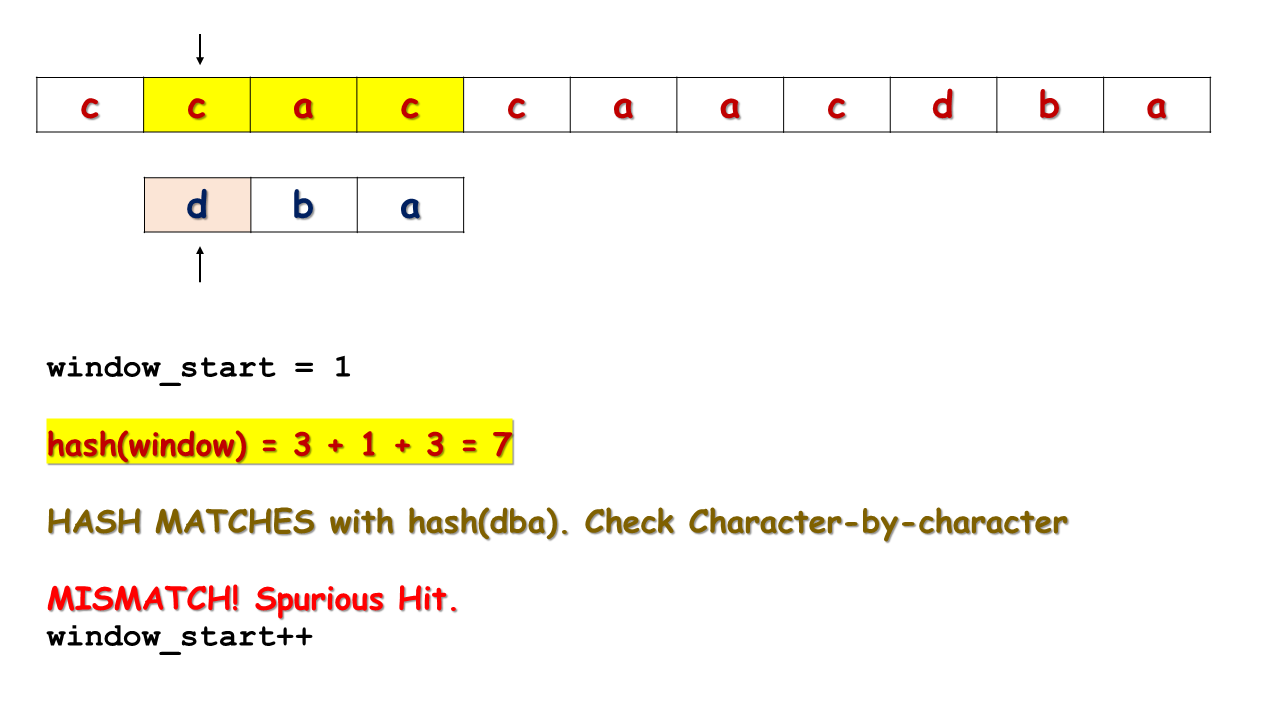 c c a c c a a c d b a
d b a
window_start = 1
hash(window) = 3 + 1 + 3 = 7
HASH MATCHES with hash(dba). Check Character-by-character
MISMATCH! Spurious Hit.
window_start++